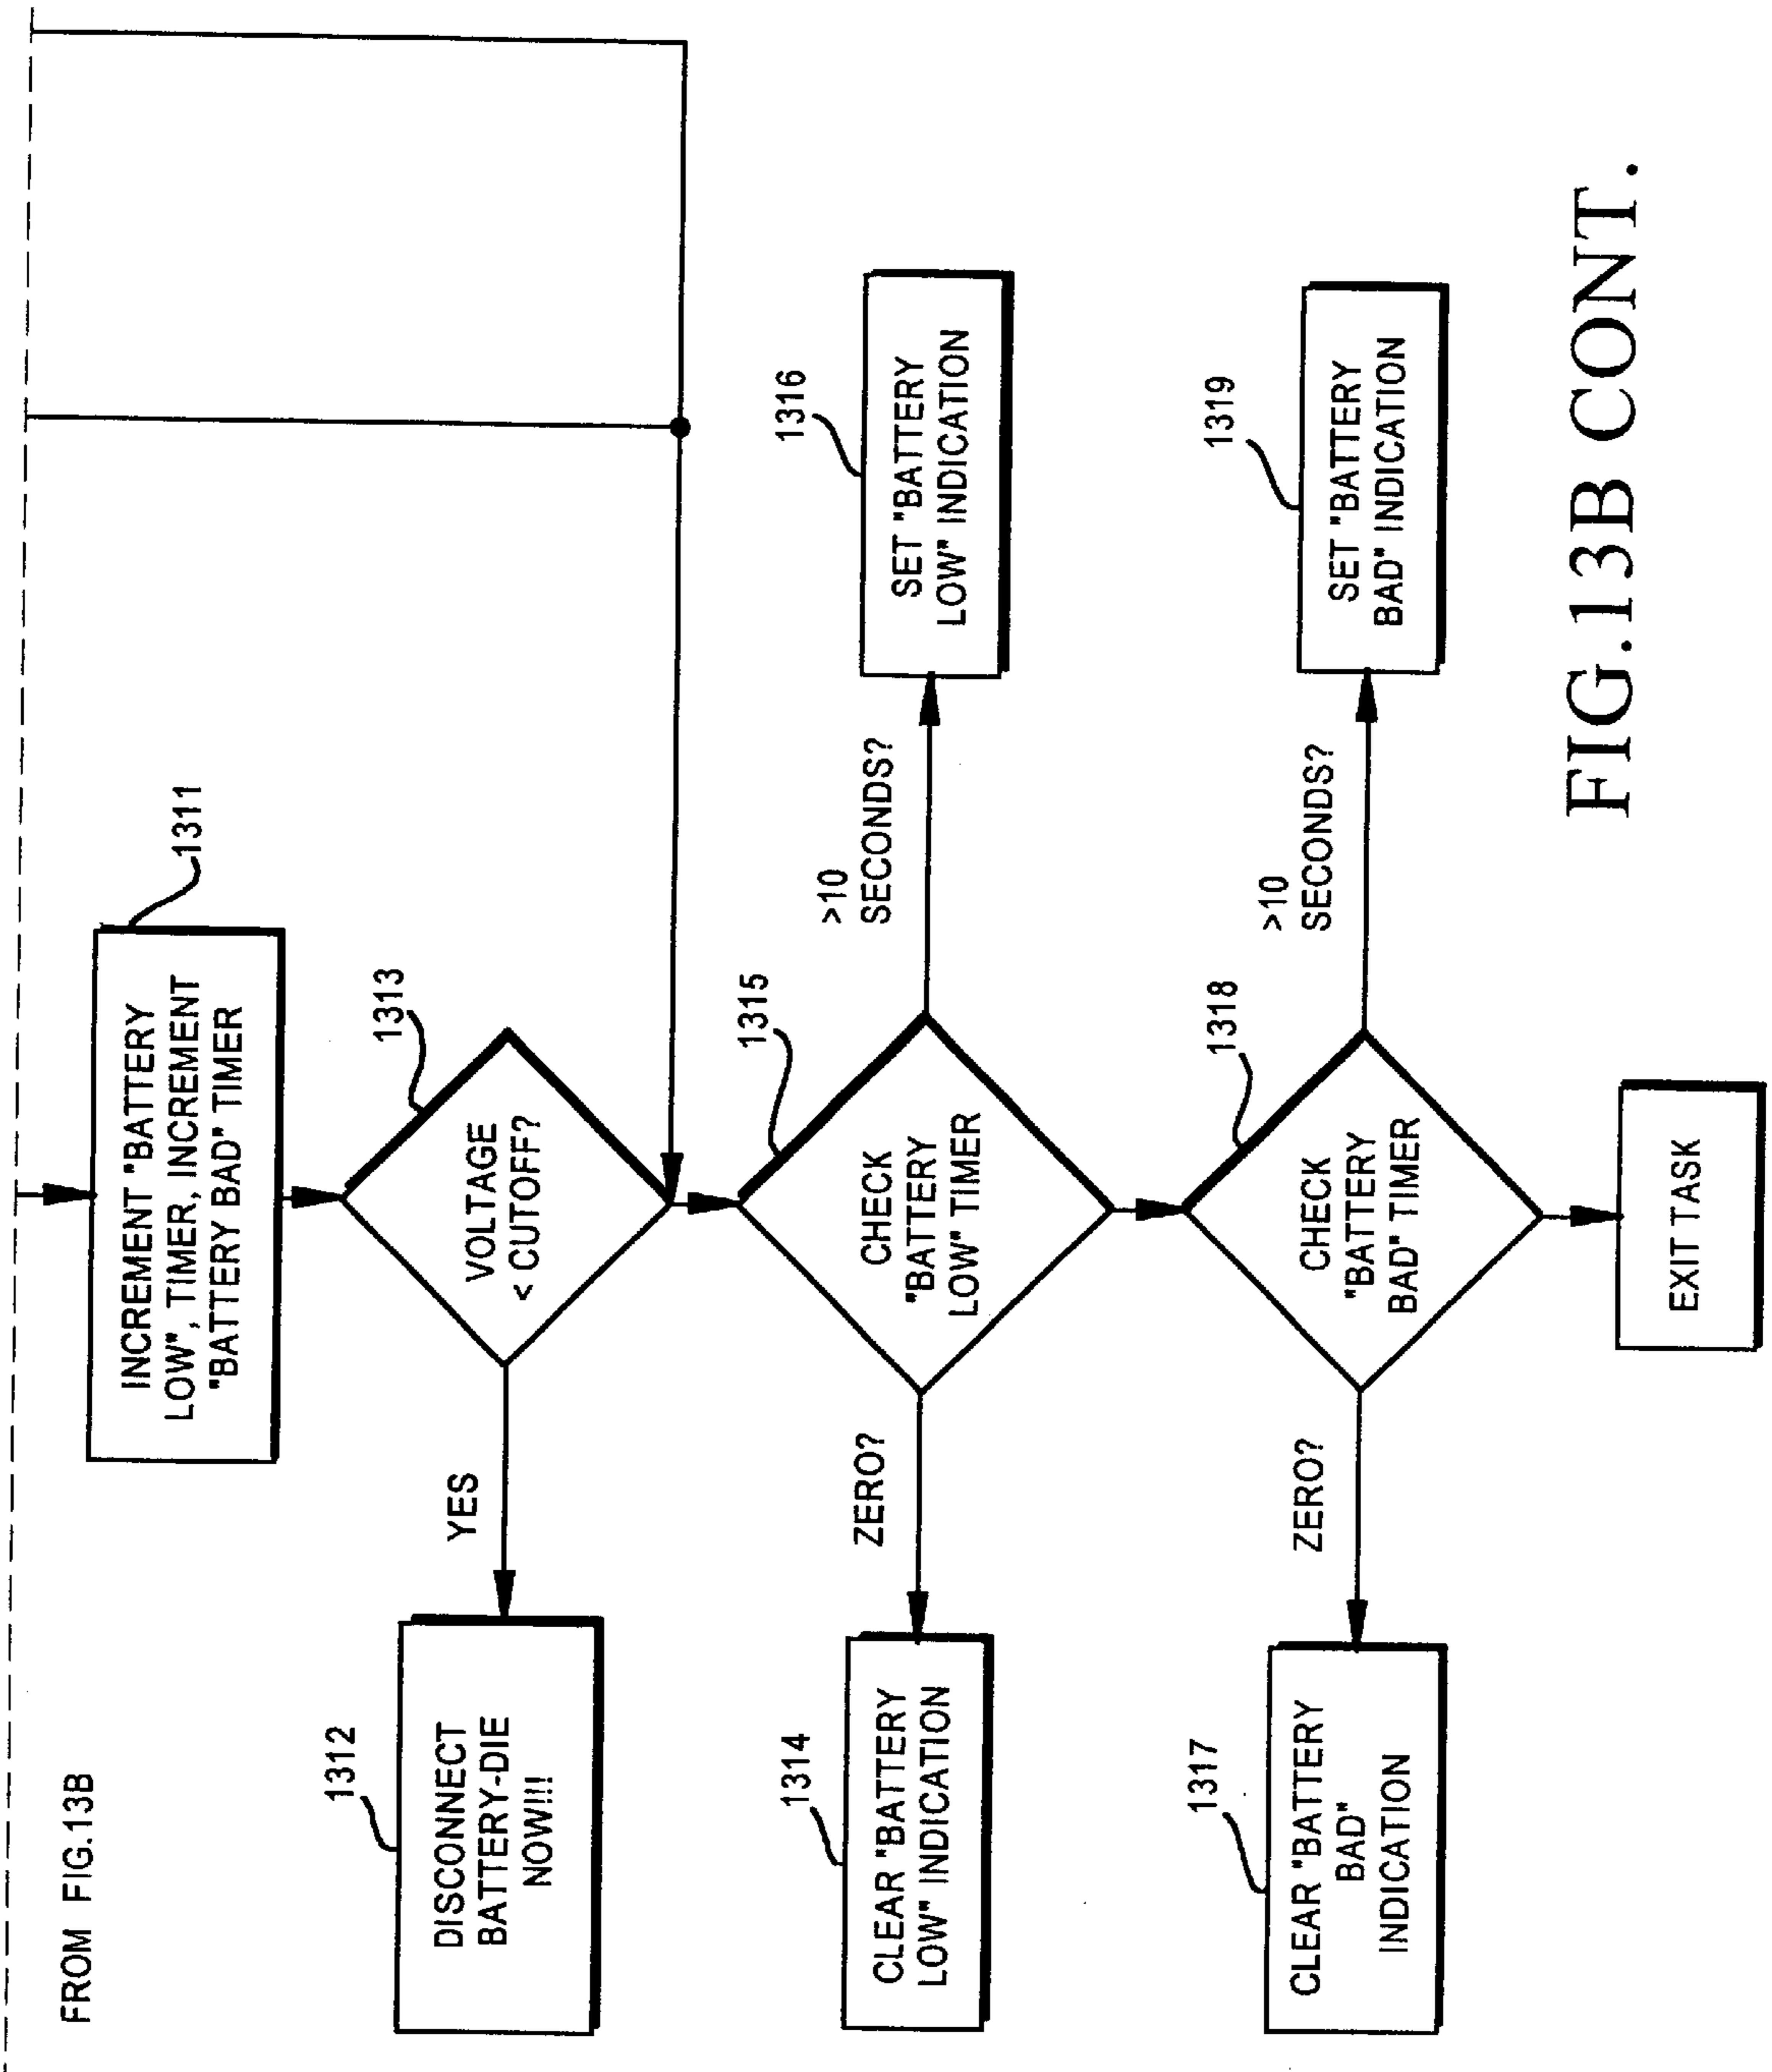 FROM FIG.13B
1311
INCREMENT "BATTERY
LOW", TIMER, INCREMENT
"BATTERY BAD" TIMER
1312
DISCONNECT
BATTERY-DIE
NOW!!!
YES
1313
VOLTAGE
< CUTOFF?
1314
CLEAR "BATTERY
LOW" INDICATION
ZERO?
1315
CHECK
"BATTERY
LOW" TIMER
>10
SECONDS?
1316
SET "BATTERY
LOW" INDICATION
1317
CLEAR "BATTERY
BAD"
INDICATION
ZERO?
1318
CHECK
"BATTERY
BAD" TIMER
>10
SECONDS?
1319
SET "BATTERY
BAD" INDICATION
EXIT TASK
FIG.13B CONT.